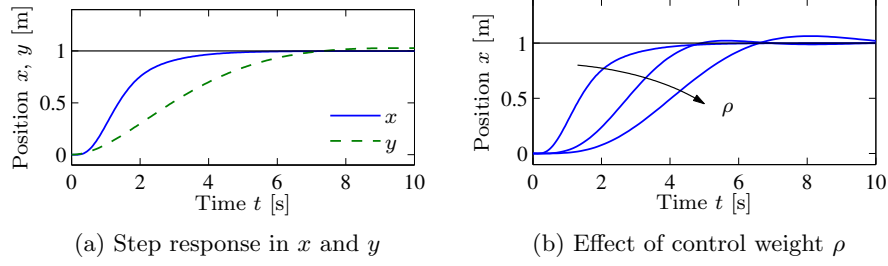 Position x, y [m]
1
0.5
0
x
y
0 2 4 6 8 10
Time t [s]
(a) Step response in x and y
Position x [m]
1
0.5
0
ρ
0 2 4 6 8 10
Time t [s]
(b) Effect of control weight ρ